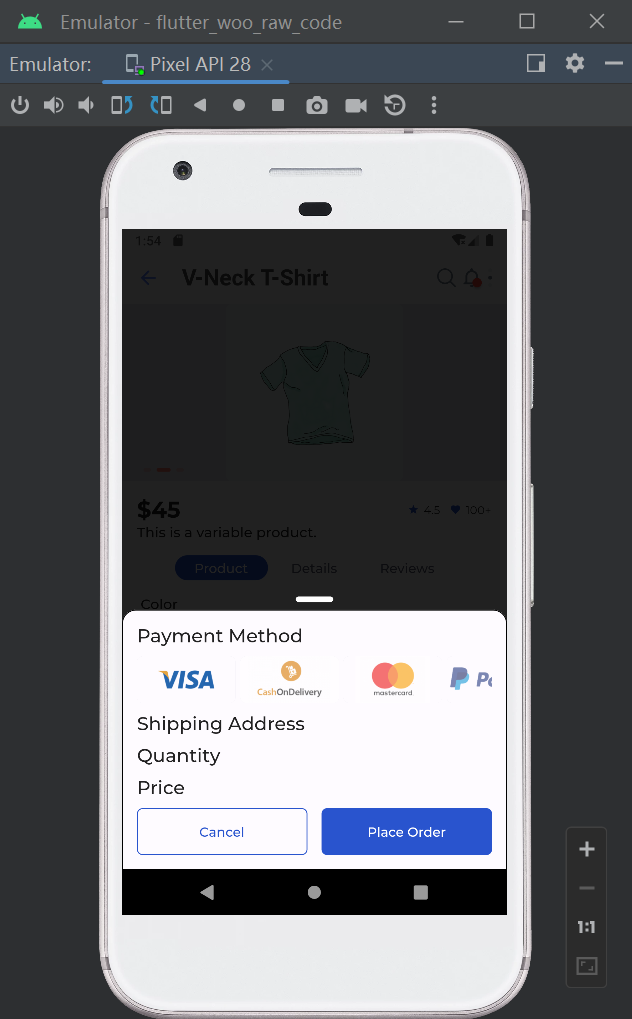 Emulator - flutter_woo_raw_code
Emulator: Pixel API 28
1:54
V-Neck T-Shirt
$45
4.5 100+
This is a variable product.
Product Details Reviews
Color
Payment Method
VISA CashOnDelivery mastercard P
Shipping Address
Quantity
Price
Cancel Place Order
1:1